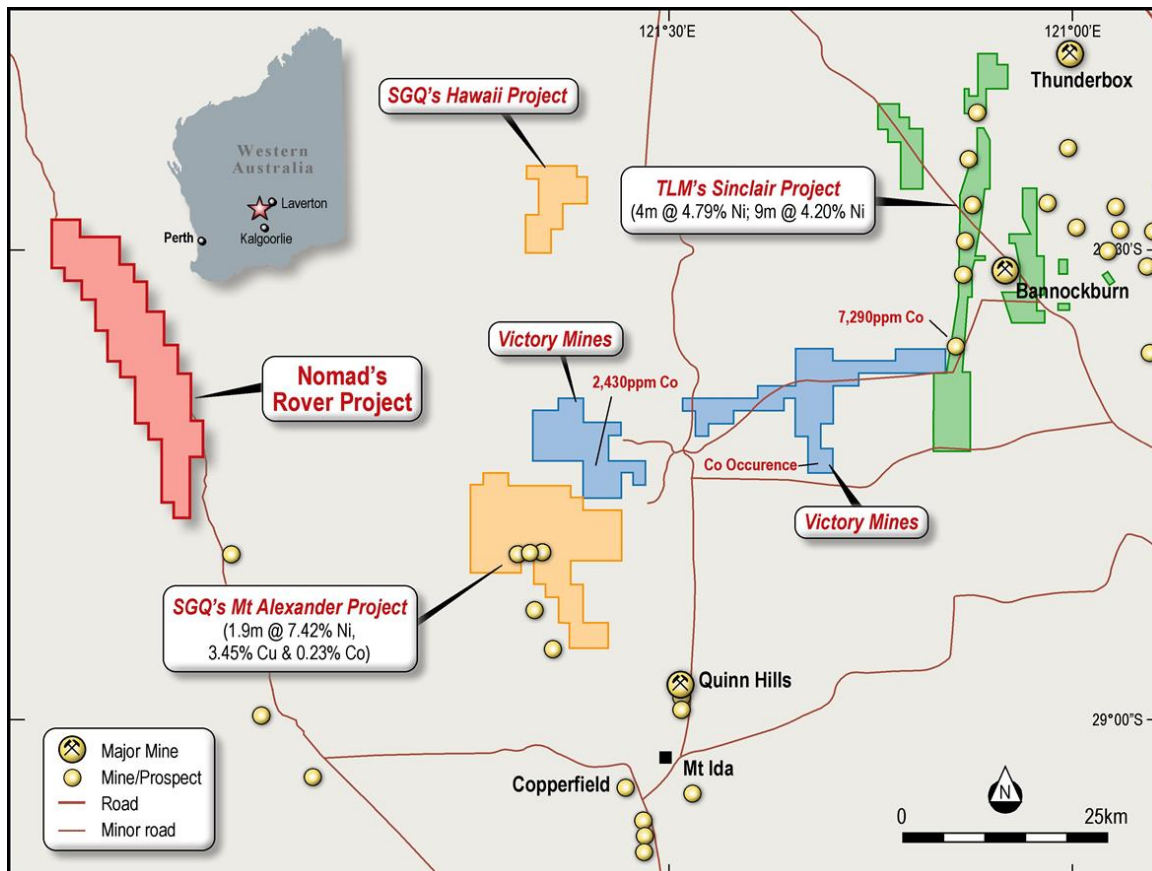 121°30'E
121°00'E
Thunderbox
SGQ's Hawaii Project
Western
Australia
Laverton
Perth
Kalgoorlie
TLM's Sinclair Project
(4m @ 4.79% Ni; 9m @ 4.20% Ni
30'S
Bannockburn
7,290ppm Co
Victory Mines
2,430ppm Co
Nomad's
Rover Project
Co Occurence
Victory Mines
SGQ's Mt Alexander Project
(1.9m @ 7.42% Ni,
3.45% Cu & 0.23% Co)
Quinn Hills
29°00"S
Mt Ida
Copperfield
Major Mine
Mine/Prospect
Road
Minor road
N
0
25km